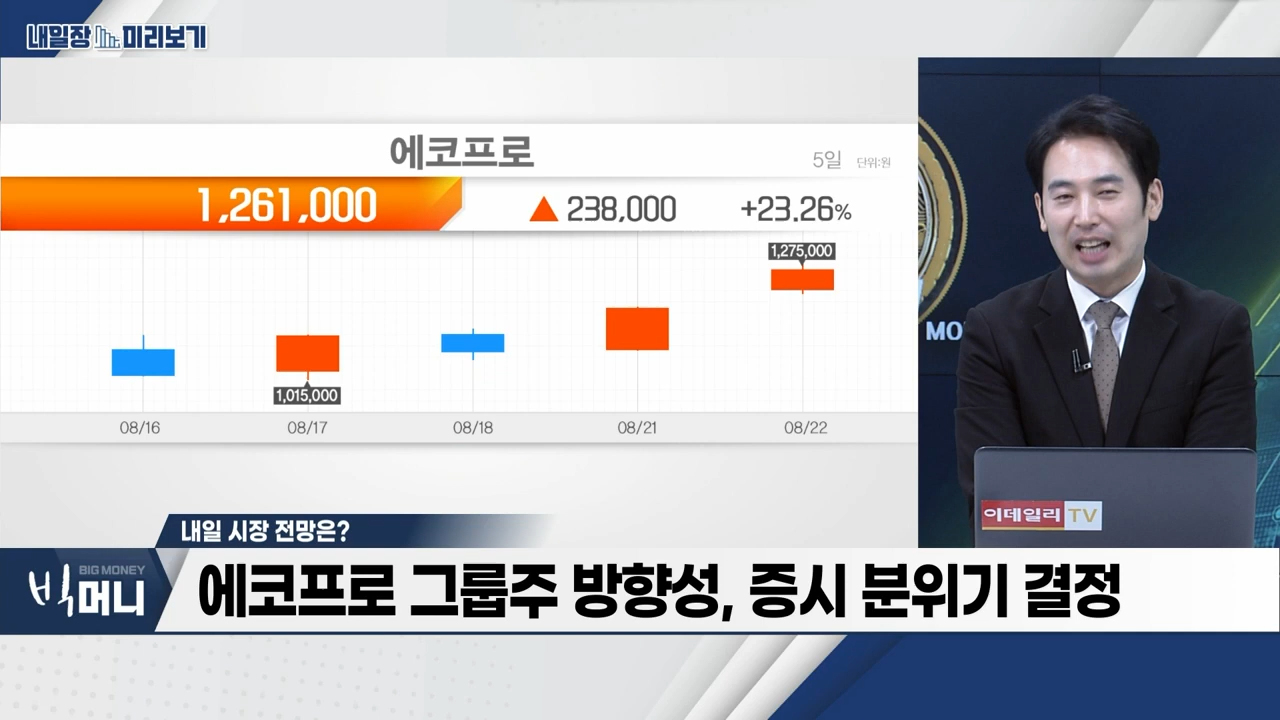 내일장 미리보기
에코프로
5일 단위:원
1,261,000 ▲ 238,000 +23.26%
1,275,000
1,015,000
08/16 08/17 08/18 08/21 08/22
MO
이데일리TV
내일 시장 전망은?
BIG MONEY
빅머니
에코프로 그룹주 방향성, 증시 분위기 결정